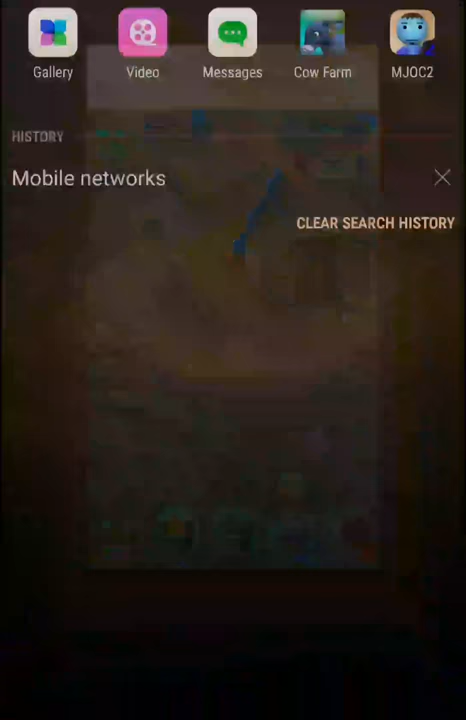 Gallery Video Messages Cow Farm MJOC2
HISTORY
Mobile networks
CLEAR SEARCH HISTORY